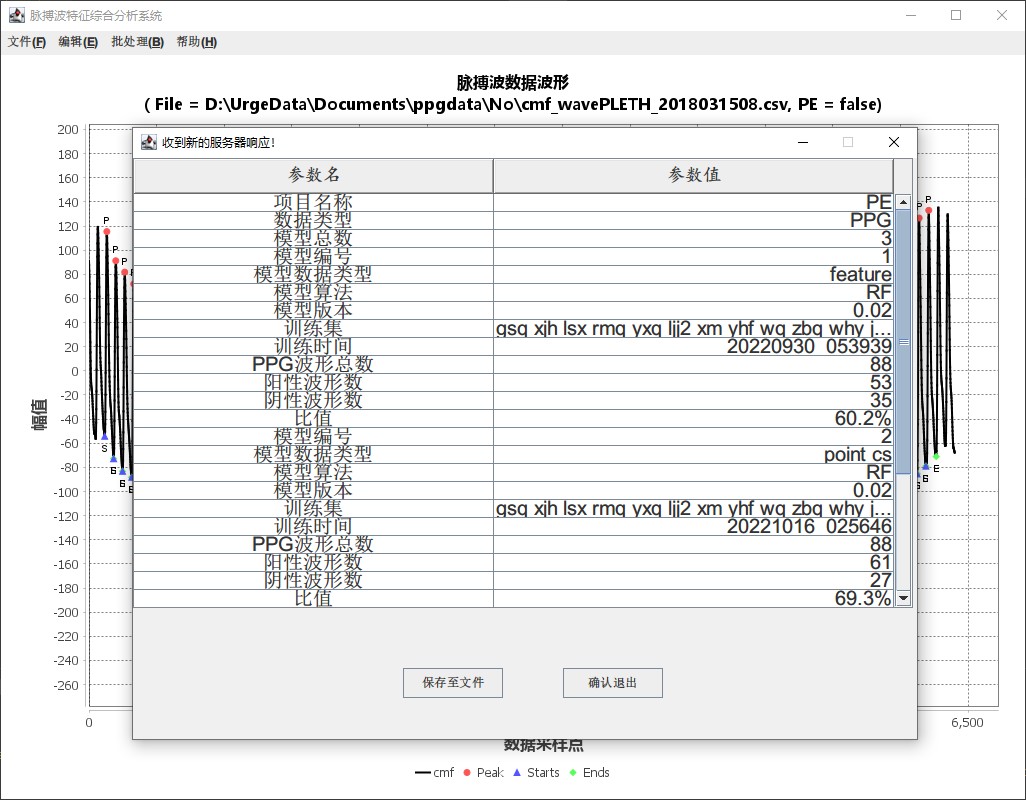 脉搏波特征综合分析系统
文件(F) 编辑(E) 批处理(B) 帮助(H)
脉搏波数据波形
( File = D:\UrgeData\Documents\ppgdata\No\cmf_wavePLETH_2018031508.csv, PE = false)
收到新的服务器响应!
参数名 参数值
项目名称 PE
数据类型 PPG
模型总数 3
模型编号 1
模型数据类型 feature
模型算法 RF
模型版本 0.02
训练集 gsq xjh lsx rmq yxq ljj2 xm yhf wq zbq why j...
训练时间 20220930 053939
PPG波形总数 88
阳性波形数 53
阴性波形数 35
比值 60.2%
模型编号 2
模型数据类型 point cs
模型算法 RF
模型版本 0.02
训练集 gsq xjh lsx rmq yxq ljj2 xm yhf wq zbq why j...
训练时间 20221016 025646
PPG波形总数 88
阳性波形数 61
阴性波形数 27
比值 69.3%
保存至文件 确认退出
200
180
160
140
120
100
80
60
40
20
0
-20
-40
-60
-80
-100
-120
-140
-160
-180
-200
-220
-240
-260
幅值
P
P
P
S
P
E
0 6,500
数据采样点
cmf Peak Starts Ends